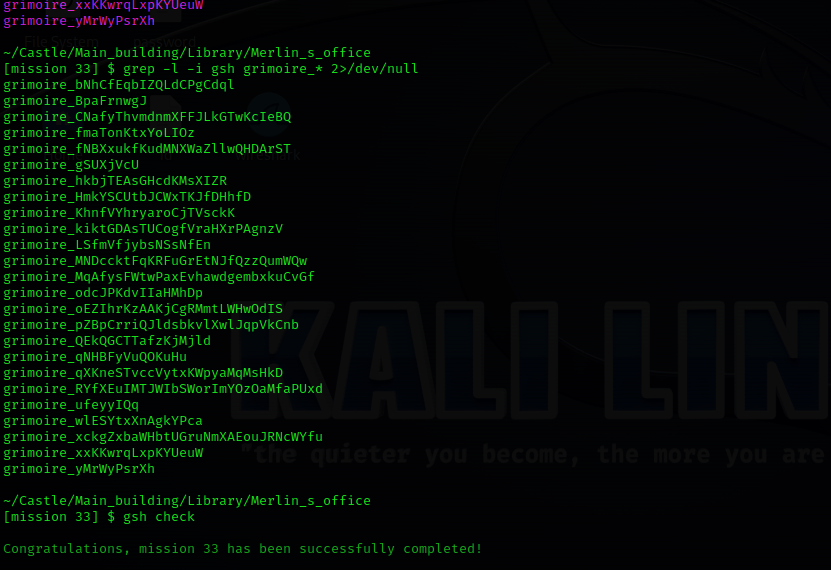 grimoire_xxKKwrqLxpKYUeuW
grimoire_yMrWyPsrXh
~/Castle/Main_building/Library/Merlin_s_office
[mission 33] $ grep -l -i gsh grimoire_* 2>/dev/null
grimoire_bNhCfEqbIZQLdCPgCdql
grimoire_BpaFrnwgJ
grimoire_CNafyThvmdnmXFFJLkGTwKcIeBQ
grimoire_fmaTonKtxYoLIOz
grimoire_fNBXxukfKudMNXWaZllwQHDArST
grimoire_gSUXjVcU
grimoire_hkbjTEAsGHcdKMsXIZR
grimoire_HmkYSCUtbJCWxTKJfDHhfD
grimoire_KhnfVYhryaroCjTVsckK
grimoire_kiktGDAsTUCogfVraHXrPAgnzV
grimoire_LSfmVfjybsNSsNfEn
grimoire_MNDccktFqKRFuGrEtNJfQzzQumWQw
grimoire_MqAfysFWtwPaxEvhawdgembxkuCvGf
grimoire_odcJPKdvIIaHMhDp
grimoire_oEZIhrKzAAKjCgRMmtLWHwOdIS
grimoire_pZBpCrriQJldsbkvlXwlJqpVkCnb
grimoire_QEkQGCTTafzKjMjld
grimoire_qNHBFyVuQOKuHu
grimoire_qXKneSTvccVytxKWpyaMqMsHkD
grimoire_RYfXEuIMTJWIbSWorImYOzOaMfaPUxd
grimoire_ufeyyIQq
grimoire_wlESYtxXnAgkYPca
grimoire_xckgZxbaWHbtUGruNmXAEouJRNcWYfu
grimoire_xxKKwrqLxpKYUeuW
grimoire_yMrWyPsrXh
KALI LIN
"the quieter you become, the more you are
~/Castle/Main_building/Library/Merlin_s_office
[mission 33] $ gsh check
Congratulations, mission 33 has been successfully completed!